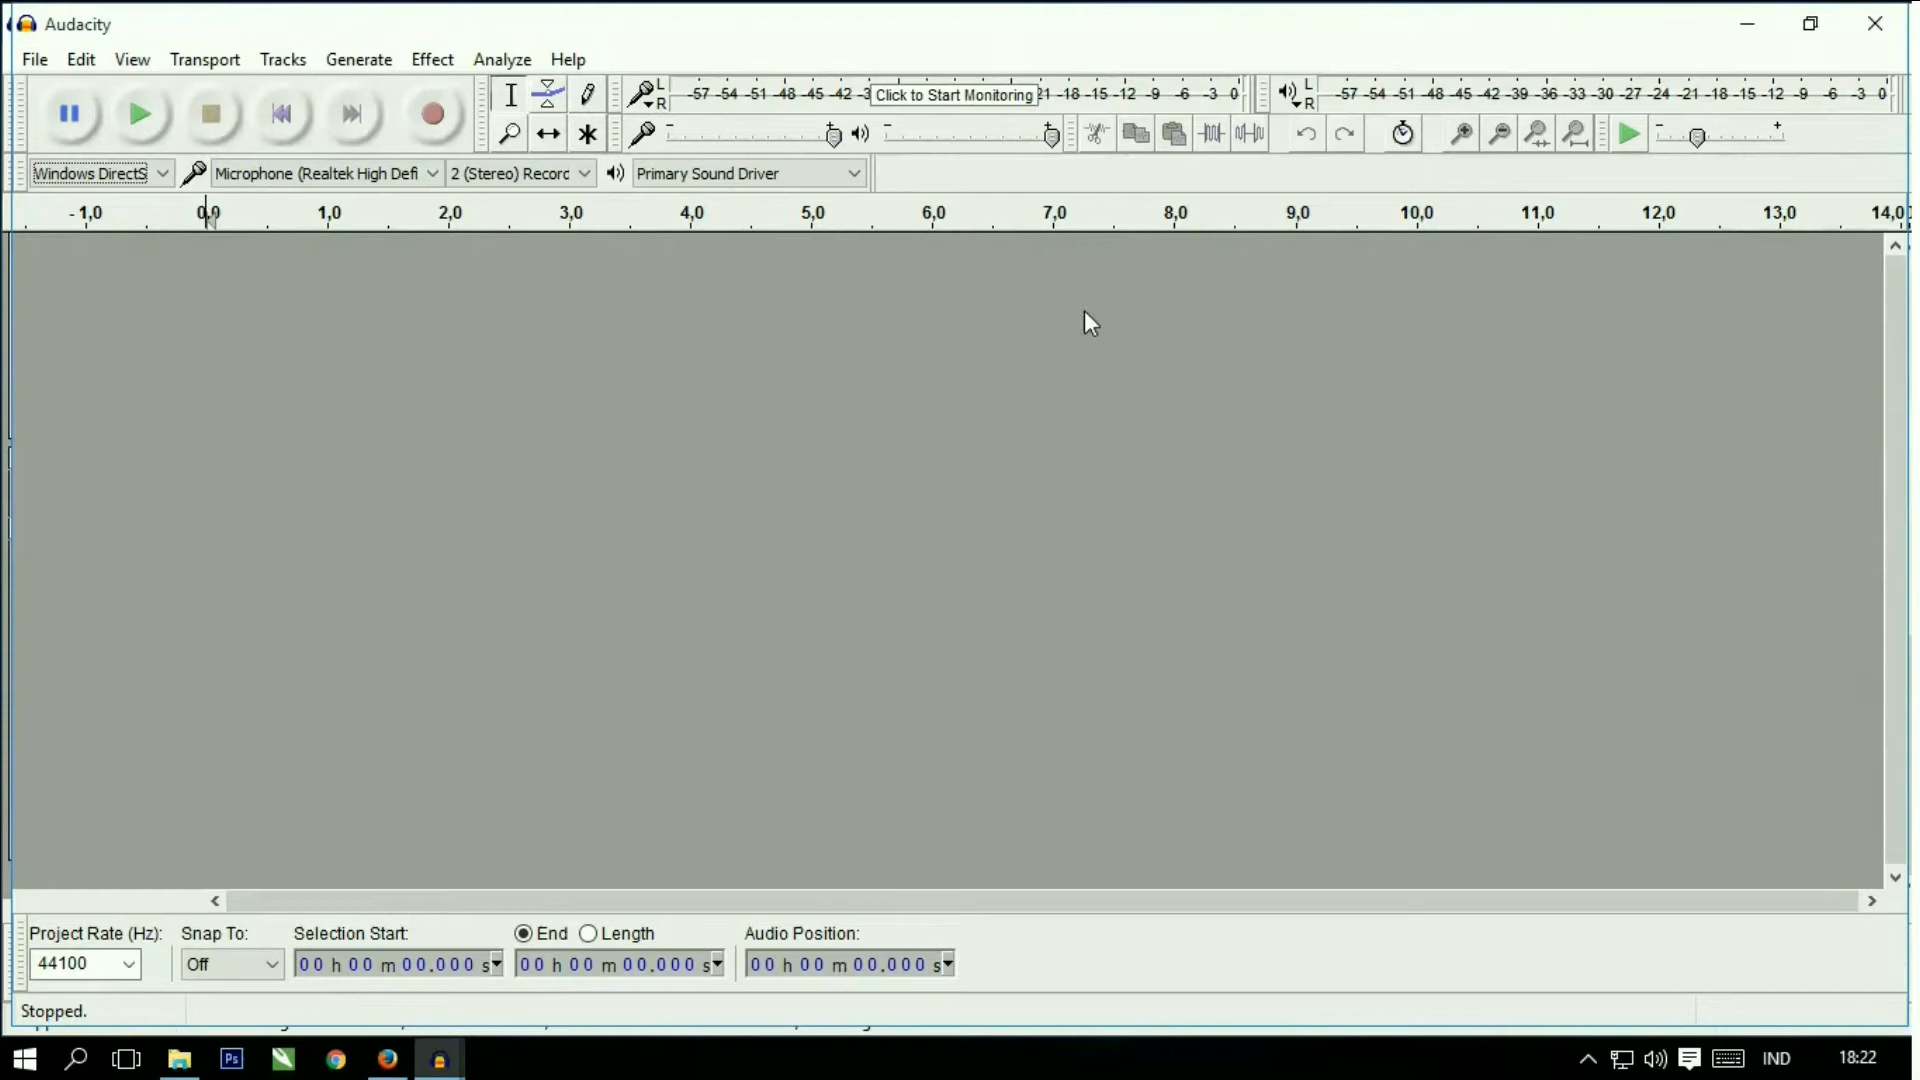 Audacity
File Edit View Transport Tracks Generate Effect Analyze Help
L
R
-57 -54 -51 -48 -45 -42 -3 Click to Start Monitoring 21 -18 -15 -12 -9 -6 -3 0
L
R
-57 -54 -51 -48 -45 -42 -39 -36 -33 -30 -27 -24 -21 -18 -15 -12 -9 -6 -3 0
Windows DirectS Microphone (Realtek High Defi 2 (Stereo) Record Primary Sound Driver
- 1,0 0,0 1,0 2,0 3,0 4,0 5,0 6,0 7,0 8,0 9,0 10,0 11,0 12,0 13,0 14,0
Project Rate (Hz): Snap To: Selection Start: End Length Audio Position:
44100 Off 00 h 00 m 00.000 s 00 h 00 m 00.000 s 00 h 00 m 00.000 s
Stopped.
Ps IND 18:22